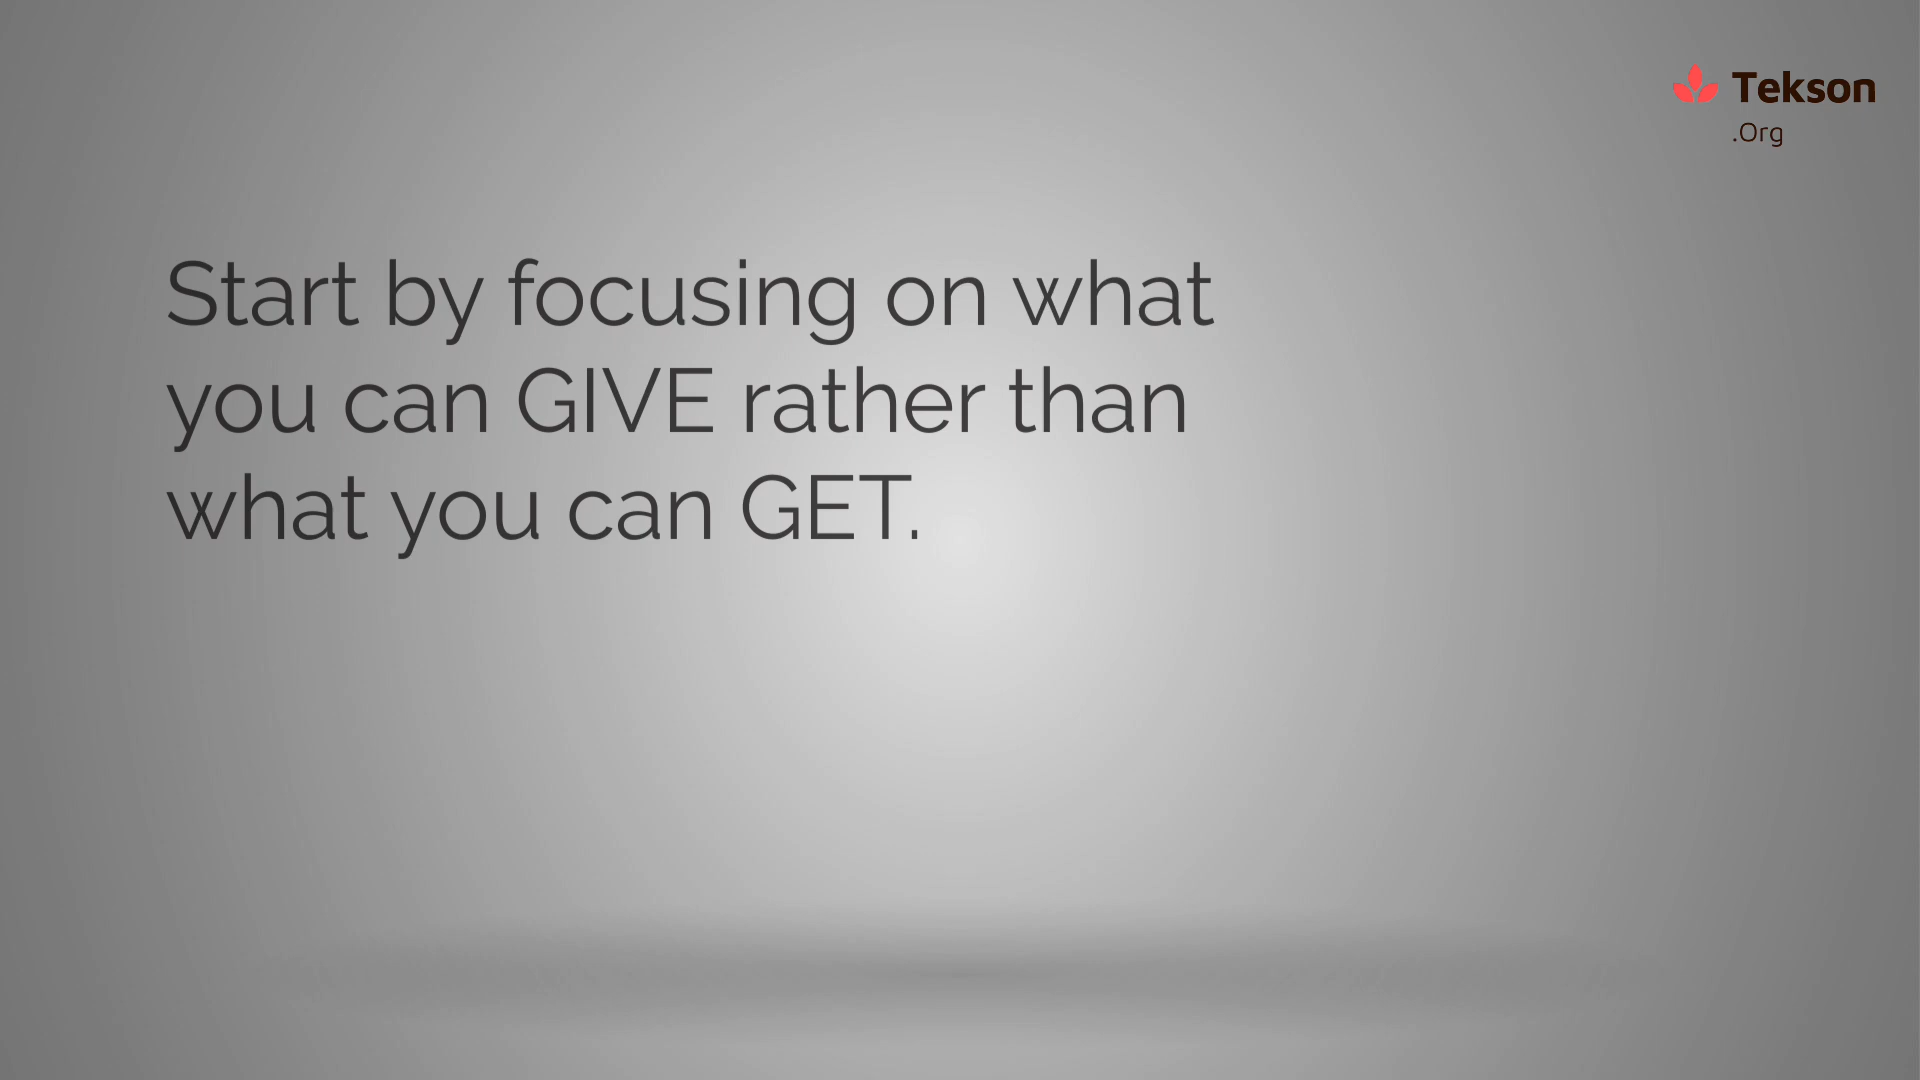 Tekson
.Org
Start by focusing on what
you can GIVE rather than
what you can GET.